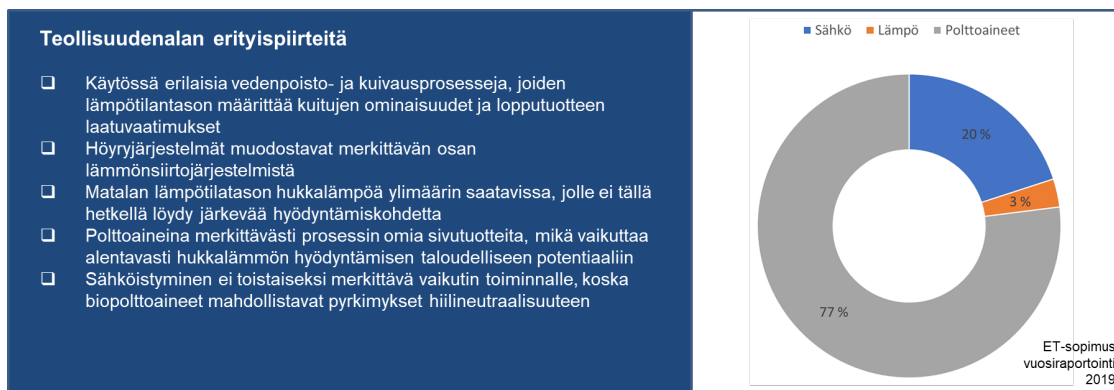 Teollisuudenalan erityispiirteitä
Käytössä erilaisia vedenpoisto- ja kuivausprosesseja, joiden
lämpötilantason määrittää kuitujen ominaisuudet ja lopputuotteen
laatuvaatimukset
Höyryjärjestelmät muodostavat merkittävän osan
lämmönsiirtojärjestelmistä
Matalan lämpötilatason hukkalämpöä ylimäärin saatavissa, jolle ei tällä
hetkellä löydy järkevää hyödyntämiskohdetta
Polttoaineina merkittävästi prosessin omia sivutuotteita, mikä vaikuttaa
alentavasti hukkalämmön hyödyntämisen taloudelliseen potentiaaliin
Sähköistyminen ei toistaiseksi merkittävä vaikutin toiminnalle, koska
biopolttoaineet mahdollistavat pyrkimykset hiilineutraalisuuteen
Sähkö Lämpö Polttoaineet
20 %
3 %
77 %
ET-sopimus
vuosiraportointi
2019